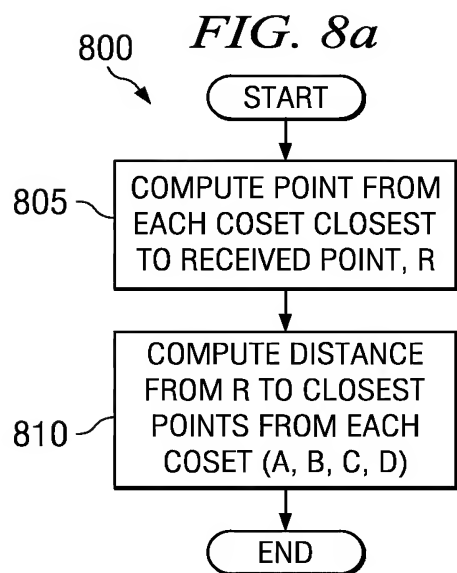 FIG. 8a
800
START
805
COMPUTE POINT FROM
EACH COSET CLOSEST
TO RECEIVED POINT, R
810
COMPUTE DISTANCE
FROM R TO CLOSEST
POINTS FROM EACH
COSET (A, B, C, D)
END